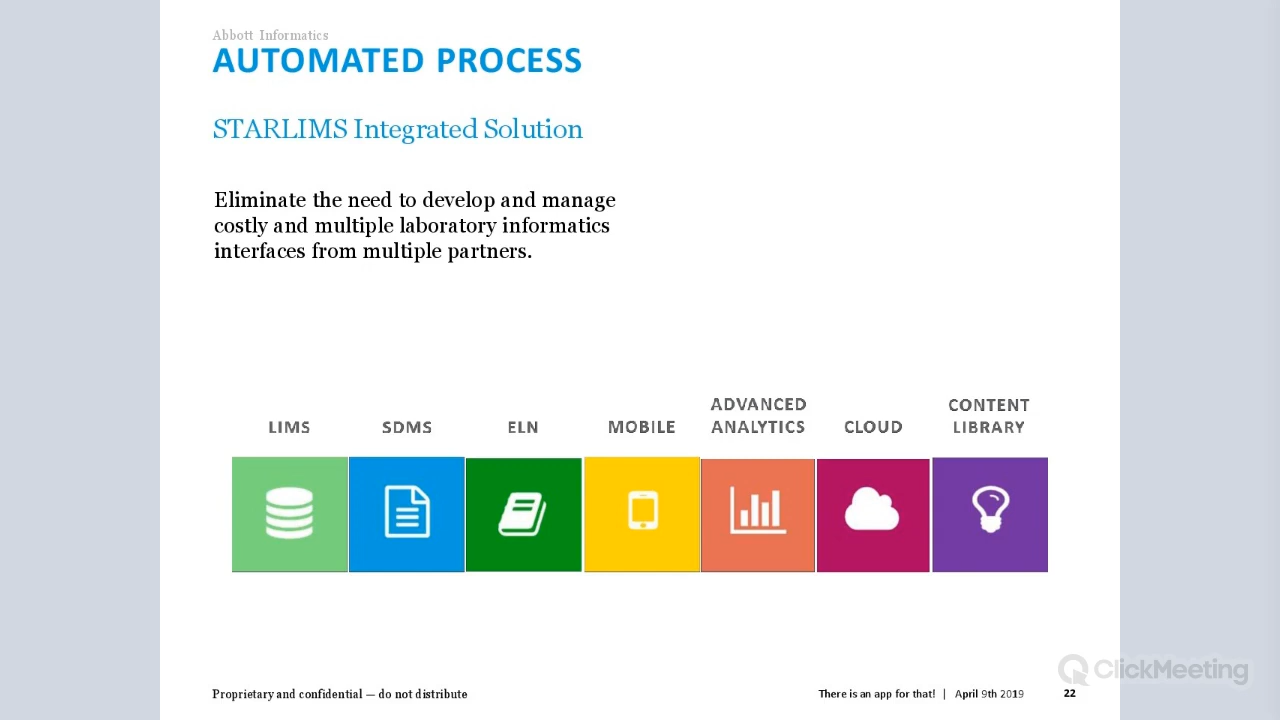 Abbott Informatics
AUTOMATED PROCESS
STARLIMS Integrated Solution
Eliminate the need to develop and manage
costly and multiple laboratory informatics
interfaces from multiple partners.
LIMS
SDMS
ELN
MOBILE
ADVANCED
ANALYTICS
CLOUD
CONTENT
LIBRARY
ClickMeeting
Proprietary and confidential — do not distribute
There is an app for that! | April 9th 2019
22